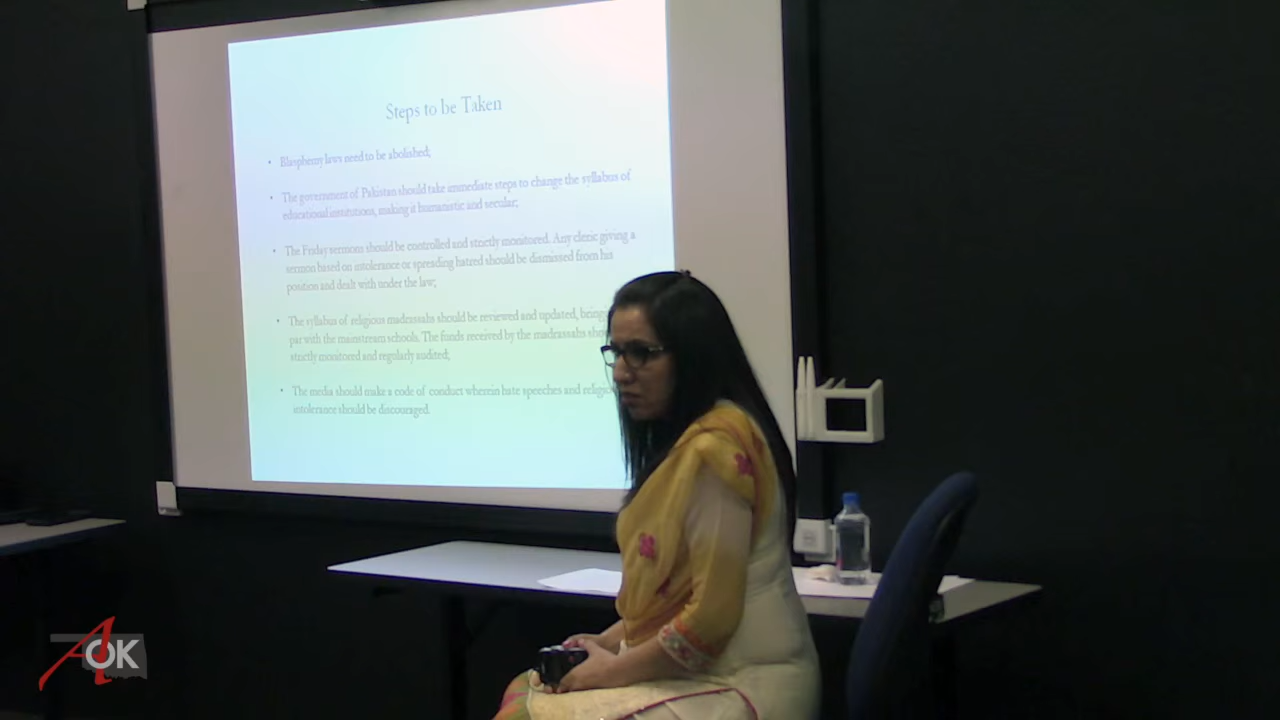 Steps to be Taken
• Blasphemy laws need to be abolished;
• The government of Pakistan should take immediate steps to change the syllabus of
educational institutions, making it humanistic and secular;
• The Friday sermons should be controlled and strictly monitored. Any cleric giving a
sermon based on intolerance or spreading hatred should be dismissed from his
position and dealt with under the law;
• The syllabus of religious madrassahs should be reviewed and updated,
par with the mainstream schools. The funds received by the madrassahs
strictly monitored and regularly audited;
• The media should make a code of conduct wherein hate speeches and
intolerance should be discouraged.
AOK